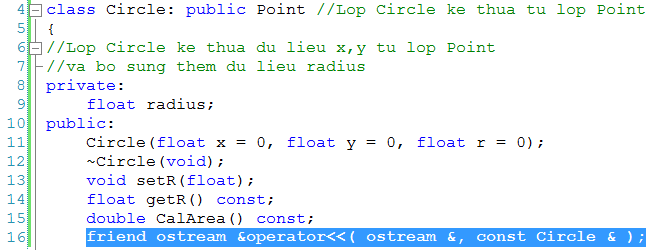 4 class Circle: public Point //Lop Circle ke thua tu lop Point
5 {
6 //Lop Circle ke thua du lieu x,y tu lop Point
7 //va bo sung them du lieu radius
8 private:
9 float radius;
10 public:
11 Circle(float x = 0, float y = 0, float r = 0);
12 ~Circle(void);
13 void setR(float);
14 float getR() const;
15 double CalArea() const;
16 friend ostream &operator<<( ostream &, const Circle & );